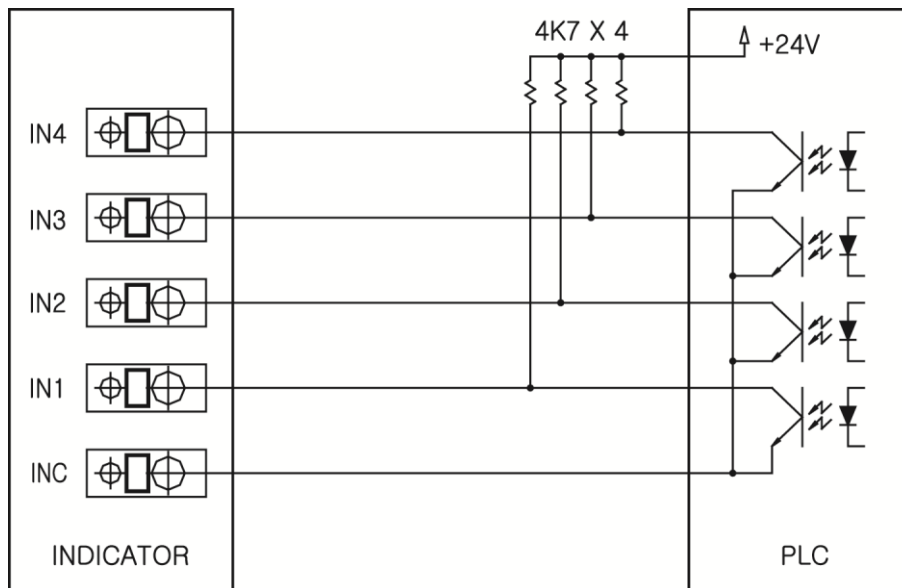 4K7 X 4
+24V
IN4
IN3
IN2
IN1
INC
INDICATOR
PLC